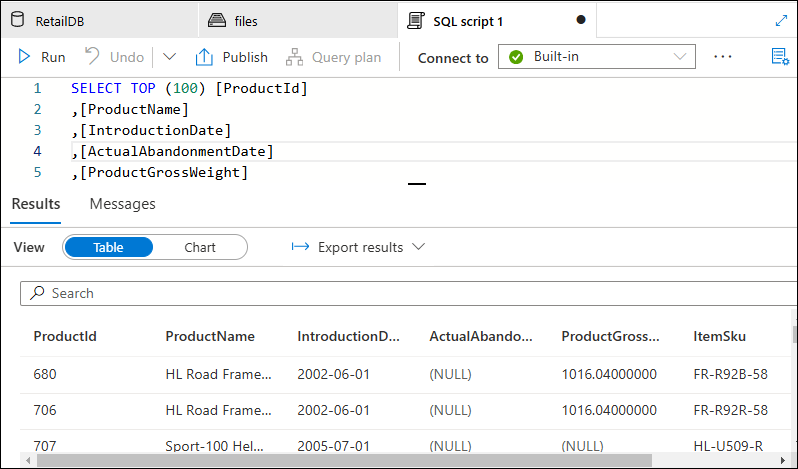 RetailDB files SQL script 1
Run Undo Publish Query plan Connect to Built-in ...
1 SELECT TOP (100) [ProductId]
2 ,[ProductName]
3 ,[IntroductionDate]
4 ,[ActualAbandonmentDate]
5 ,[ProductGrossWeight]
Results Messages
View Table Chart Export results
Search
ProductId ProductName IntroductionD... ActualAbando... ProductGross... ItemSku
680 HL Road Frame... 2002-06-01 (NULL) 1016.04000000 FR-R92B-58
706 HL Road Frame... 2002-06-01 (NULL) 1016.04000000 FR-R92R-58
707 Sport-100 Hel... 2005-07-01 (NULL) (NULL) HL-U509-R